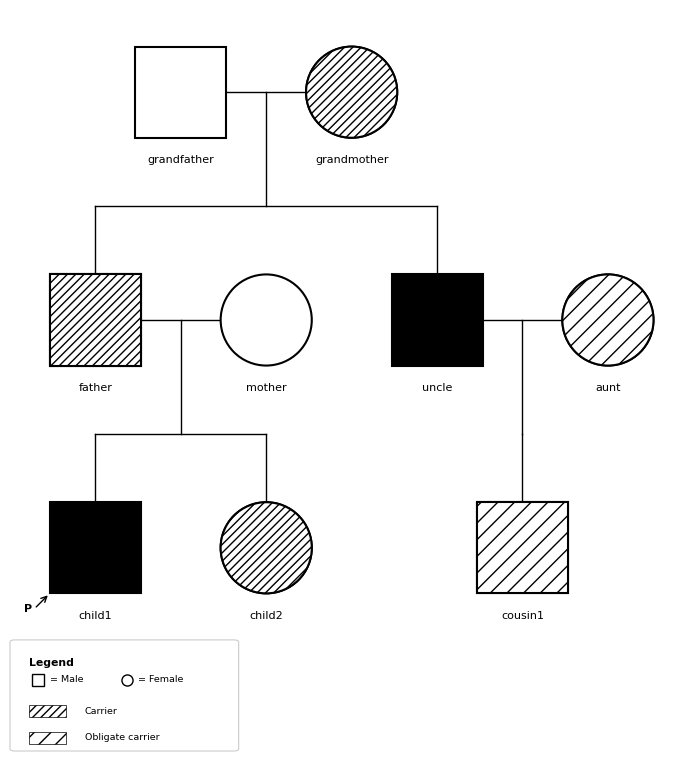 grandfather
grandmother
father
mother
uncle
aunt
P
child1
child2
cousin1
Legend
= Male
= Female
Carrier
Obligate carrier